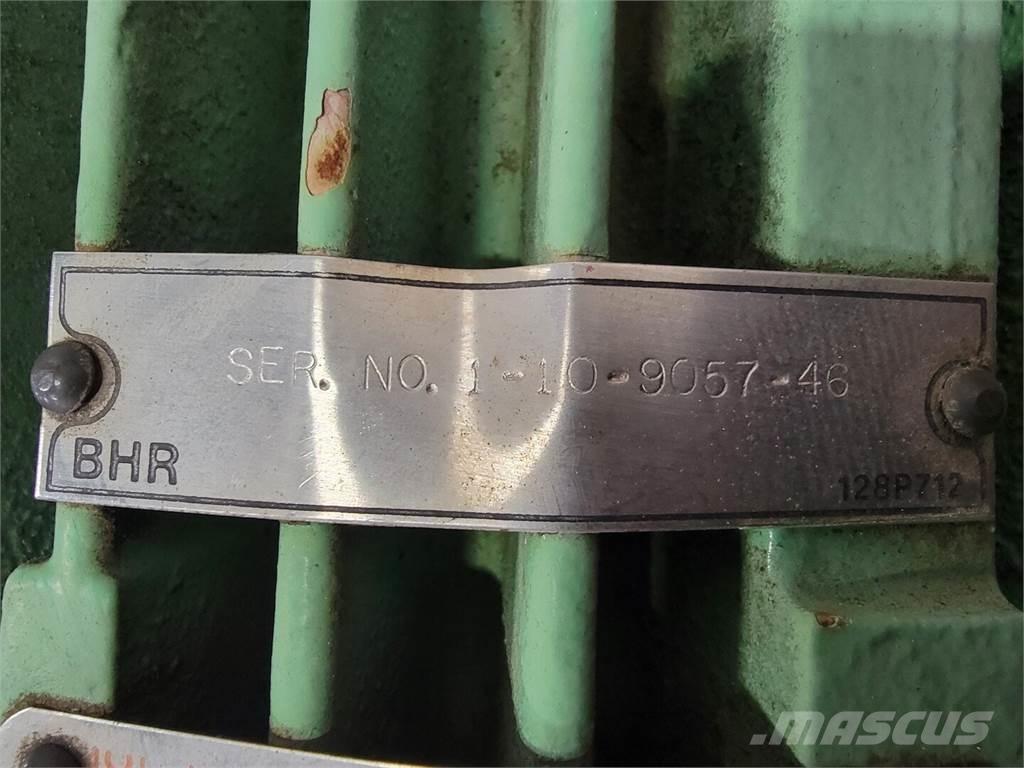 SER. NO. 1-10-9057-46
BHR
128P712
MASCUS